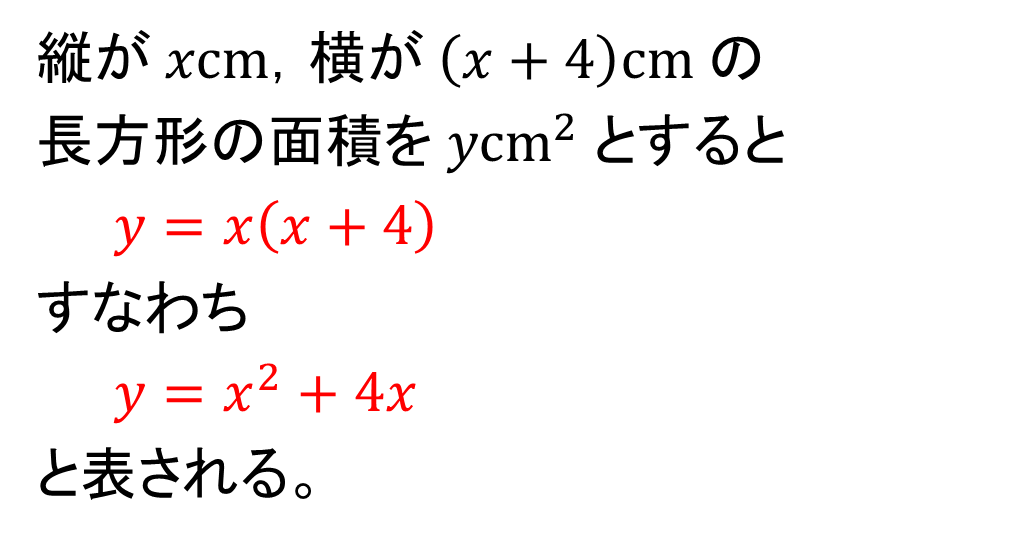 縦が xcm，横が (x + 4)cm の
長方形の面積を ycm² とすると
y = x(x + 4)
すなわち
y = x² + 4x
と表される。